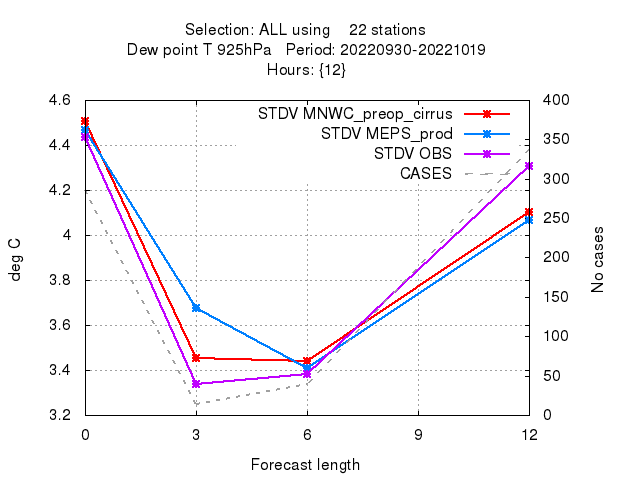 Selection: ALL using    22 stations
Dew point T 925hPa   Period: 20220930-20221019
Hours: {12}
STDV MNWC_preop_cirrus
STDV MEPS_prod
STDV OBS
CASES
4.6
4.4
4.2
4
3.8
3.6
3.4
3.2
deg C
400
350
300
250
200
150
100
50
0
No cases
0 3 6 9 12
Forecast length